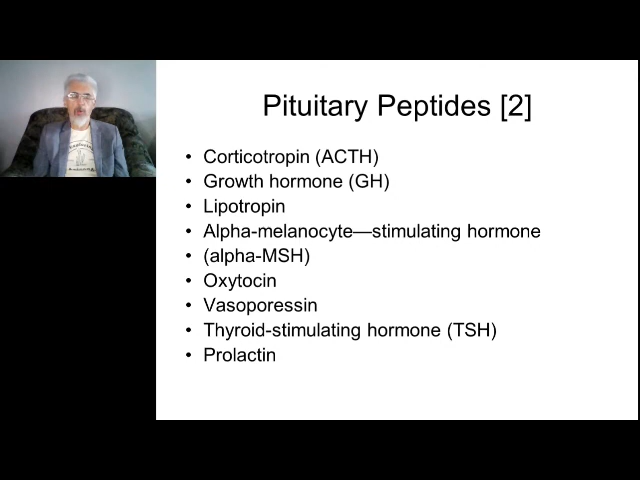 Pituitary Peptides [2]
• Corticotropin (ACTH)
• Growth hormone (GH)
• Lipotropin
• Alpha-melanocyte—stimulating hormone
• (alpha-MSH)
• Oxytocin
• Vasoporessin
• Thyroid-stimulating hormone (TSH)
• Prolactin